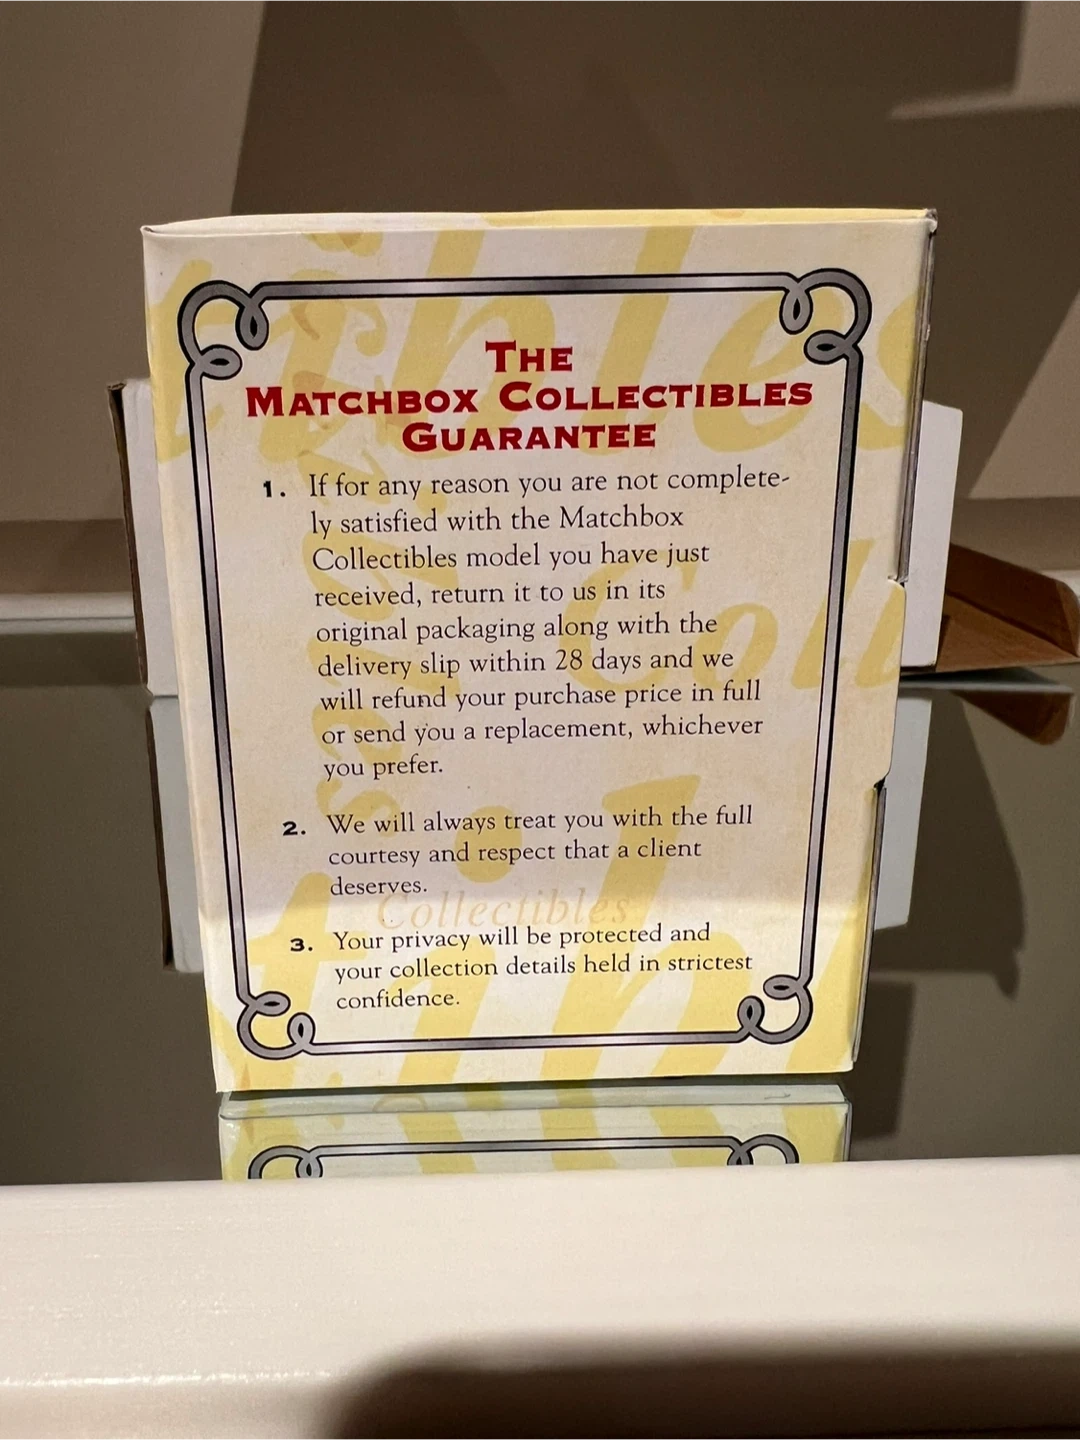 THE
MATCHBOX COLLECTIBLES
GUARANTEE
1. If for any reason you are not complete-
ly satisfied with the Matchbox
Collectibles model you have just
received, return it to us in its
original packaging along with the
delivery slip within 28 days and we
will refund your purchase price in full
or send you a replacement, whichever
you prefer.
2. We will always treat you with the full
courtesy and respect that a client
deserves.
Collectibles
3. Your privacy will be protected and
your collection details held in strictest
confidence.